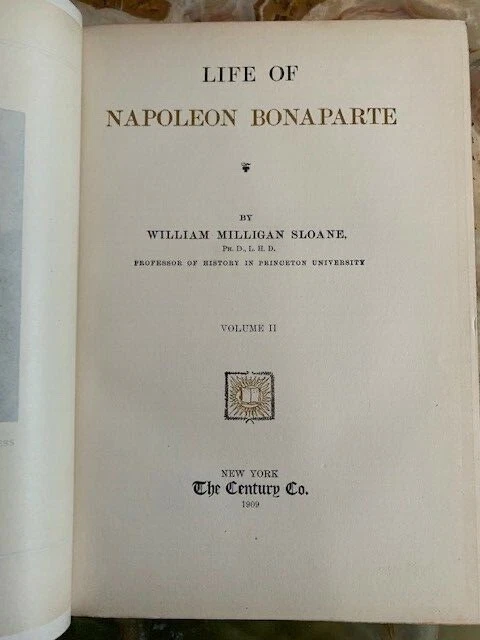 LIFE OF
NAPOLEON BONAPARTE
BY
WILLIAM MILLIGAN SLOANE,
PH. D., L. H. D.
PROFESSOR OF HISTORY IN PRINCETON UNIVERSITY
VOLUME II
NEW YORK
The Century Co.
1909